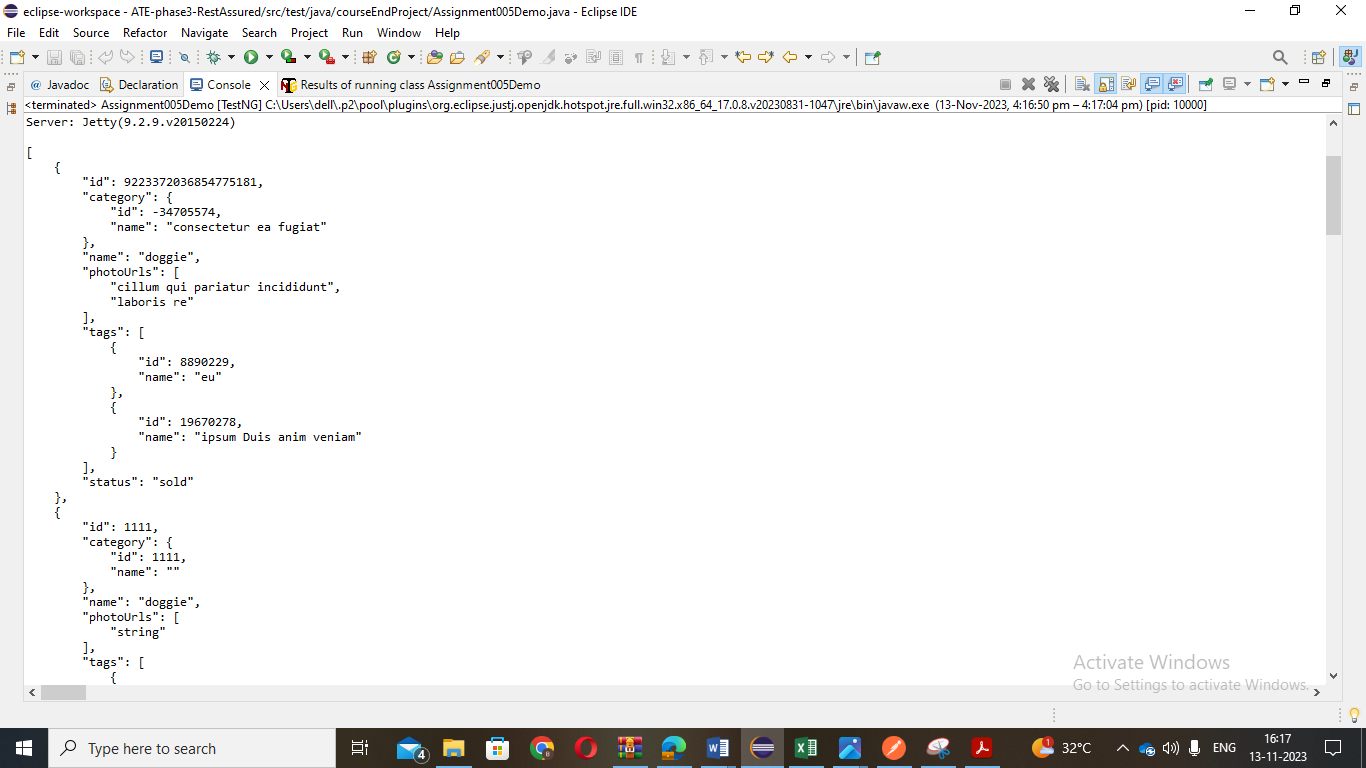 eclipse-workspace - ATE-phase3-RestAssured/src/test/java/courseEndProject/Assignment005Demo.java - Eclipse IDE
File Edit Source Refactor Navigate Search Project Run Window Help
@ Javadoc Declaration Console Results of running class Assignment005Demo
<terminated> Assignment005Demo [TestNG] C:\Users\dell\.p2\pool\plugins\org.eclipse.justj.openjdk.hotspot.jre.full.win32.x86_64_17.0.8.v20230831-1047\jre\bin\javaw.exe (13-Nov-2023, 4:16:50 pm – 4:17:04 pm) [pid: 10000]
Server: Jetty(9.2.9.v20150224)
[
    {
        "id": 9223372036854775181,
        "category": {
            "id": -34705574,
            "name": "consectetur ea fugiat"
        },
        "name": "doggie",
        "photoUrls": [
            "cillum qui pariatur incididunt",
            "laboris re"
        ],
        "tags": [
            {
                "id": 8890229,
                "name": "eu"
            },
            {
                "id": 19670278,
                "name": "ipsum Duis anim veniam"
            }
        ],
        "status": "sold"
    },
    {
        "id": 1111,
        "category": {
            "id": 1111,
            "name": ""
        },
        "name": "doggie",
        "photoUrls": [
            "string"
        ],
        "tags": [
            {
Activate Windows
Go to Settings to activate Windows.
Type here to search
4
1
32°C
ENG
16:17
13-11-2023